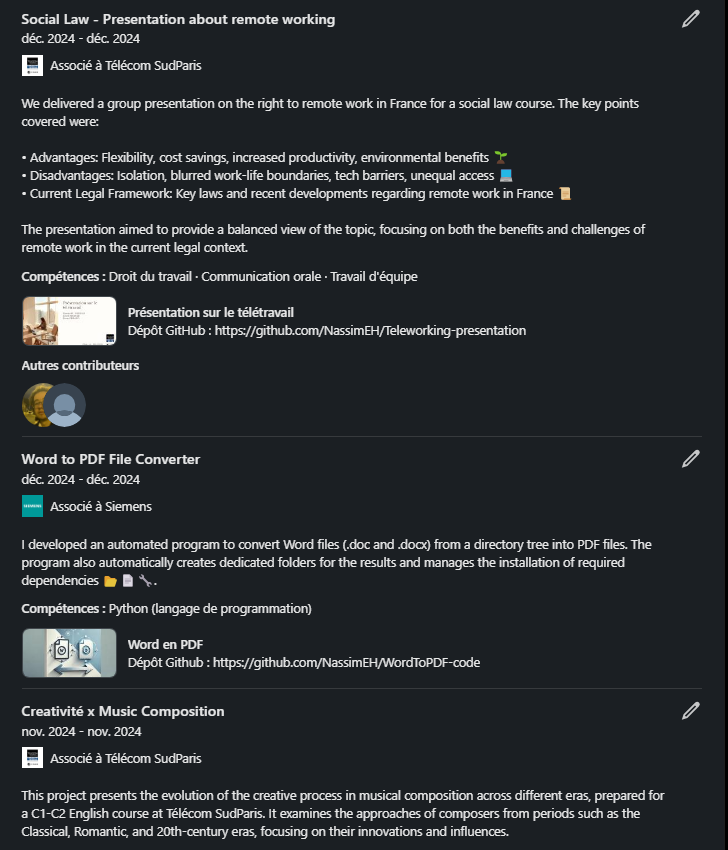 Social Law - Presentation about remote working
déc. 2024 - déc. 2024
Associé à Télécom SudParis
We delivered a group presentation on the right to remote work in France for a social law course. The key points
covered were:
• Advantages: Flexibility, cost savings, increased productivity, environmental benefits 🌱
• Disadvantages: Isolation, blurred work-life boundaries, tech barriers, unequal access 💻
• Current Legal Framework: Key laws and recent developments regarding remote work in France 📜
The presentation aimed to provide a balanced view of the topic, focusing on both the benefits and challenges of
remote work in the current legal context.
Compétences : Droit du travail · Communication orale · Travail d'équipe
Présentation sur le télétravail
Dépôt GitHub : https://github.com/NassimEH/Teleworking-presentation
Autres contributeurs
Word to PDF File Converter
déc. 2024 - déc. 2024
SIEMENS
Associé à Siemens
I developed an automated program to convert Word files (.doc and .docx) from a directory tree into PDF files. The
program also automatically creates dedicated folders for the results and manages the installation of required
dependencies 📂 📄 🔧.
Compétences : Python (langage de programmation)
Word en PDF
Dépôt Github : https://github.com/NassimEH/WordToPDF-code
Creativité x Music Composition
nov. 2024 - nov. 2024
Associé à Télécom SudParis
This project presents the evolution of the creative process in musical composition across different eras, prepared for
a C1-C2 English course at Télécom SudParis. It examines the approaches of composers from periods such as the
Classical, Romantic, and 20th-century eras, focusing on their innovations and influences.